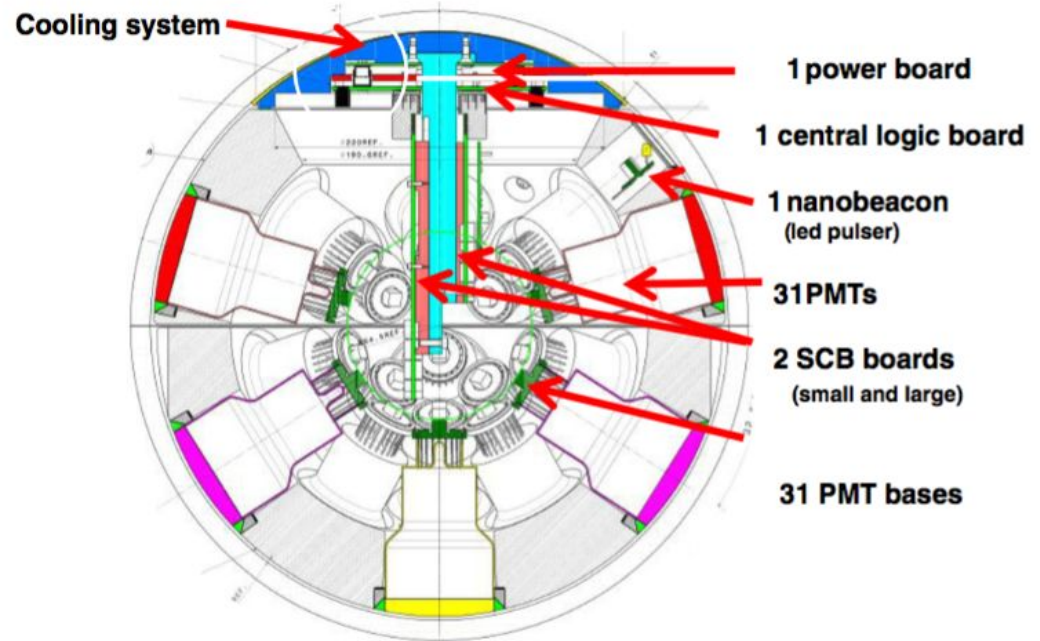 Cooling system
1 power board
1 central logic board
1 nanobeacon
(led pulser)
31PMTs
2 SCB boards
(small and large)
31 PMT bases
REF.